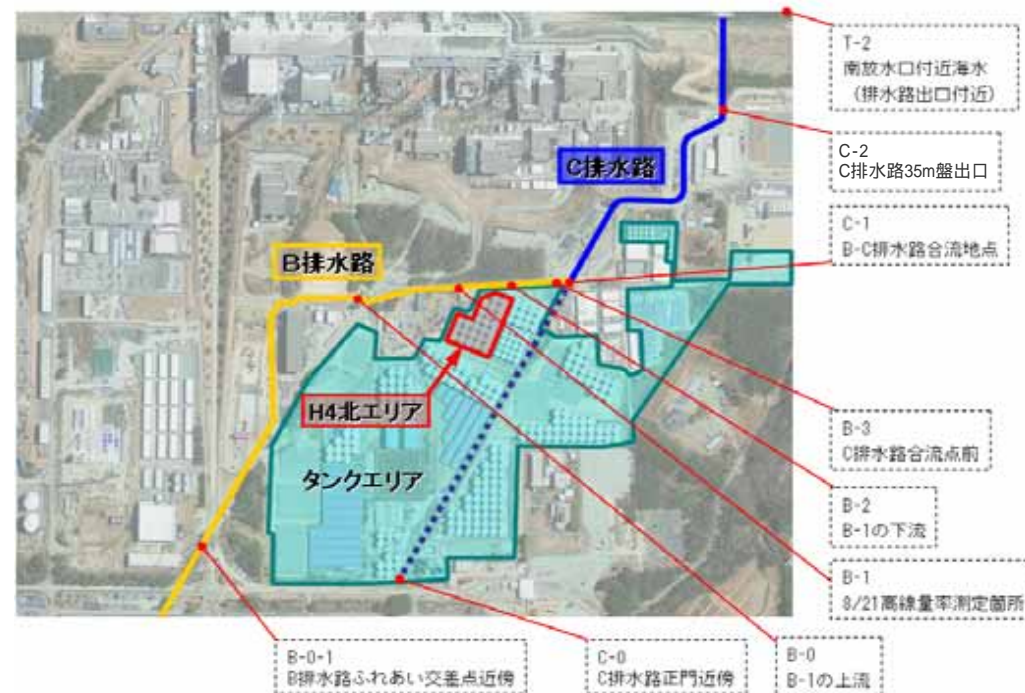 T-2
南放水口付近海水
（排水路出口付近）
C-2
C排水路35m盤出口
C排水路
C-1
B-C排水路合流地点
B排水路
H4北エリア
タンクエリア
B-3
C排水路合流点前
B-2
B-1の下流
B-1
8/21高線量率測定箇所
B-0-1
B排水路ふれあい交差点近傍
C-0
C排水路正門近傍
B-0
B-1の上流